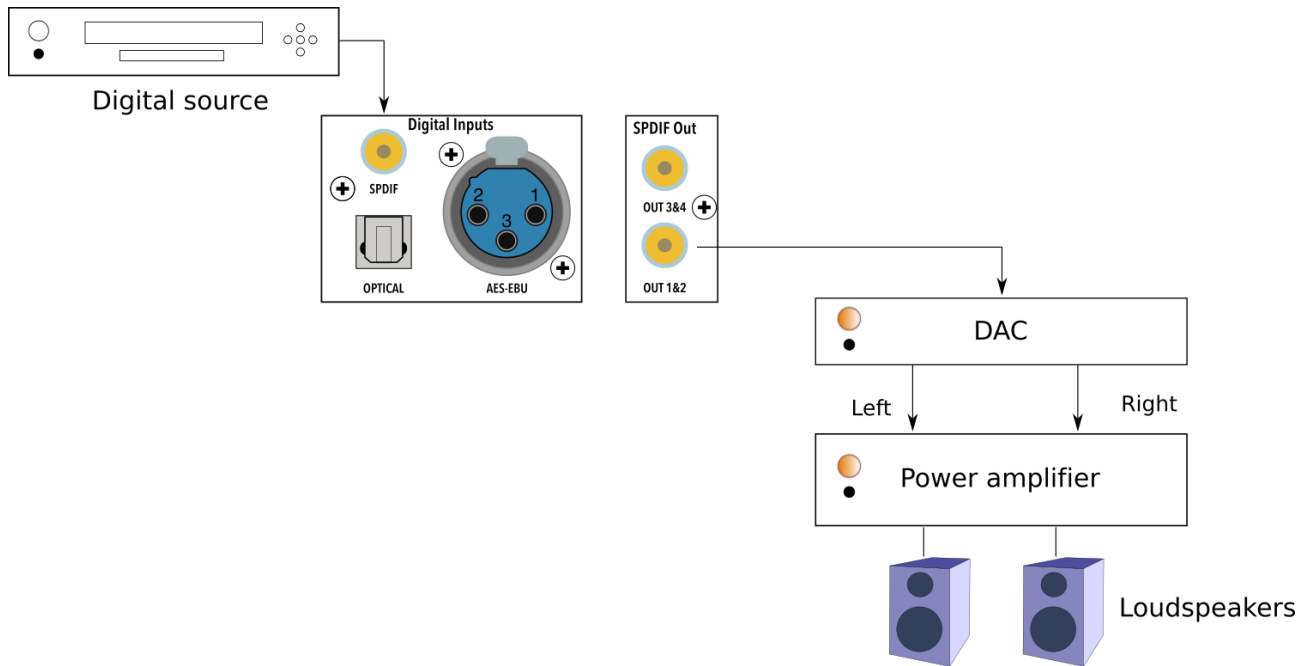 Digital source
Digital Inputs
SPDIF
2
1
3
OPTICAL
AES-EBU
SPDIF Out
OUT 3&4
OUT 1&2
DAC
Left
Right
Power amplifier
Loudspeakers